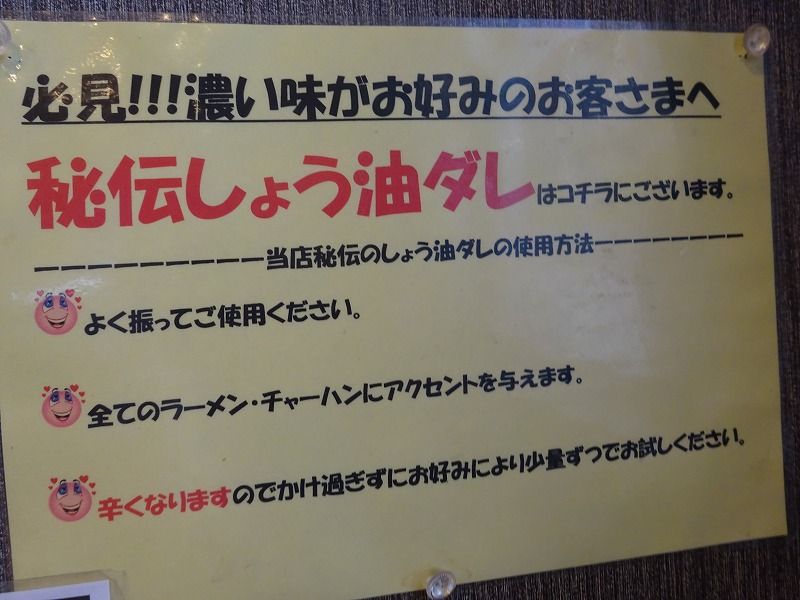 必見!!!濃い味がお好みのお客さまへ
秘伝しょう油ダレはコチラにございます。
ーーーーーーーーー当店秘伝のしょう油ダレの使用方法ーーーーーーーー
よく振ってご使用ください。
全てのラーメン・チャーハンにアクセントを与えます。
辛くなりますのでかけ過ぎずにお好みにより少量ずつでお試しください。